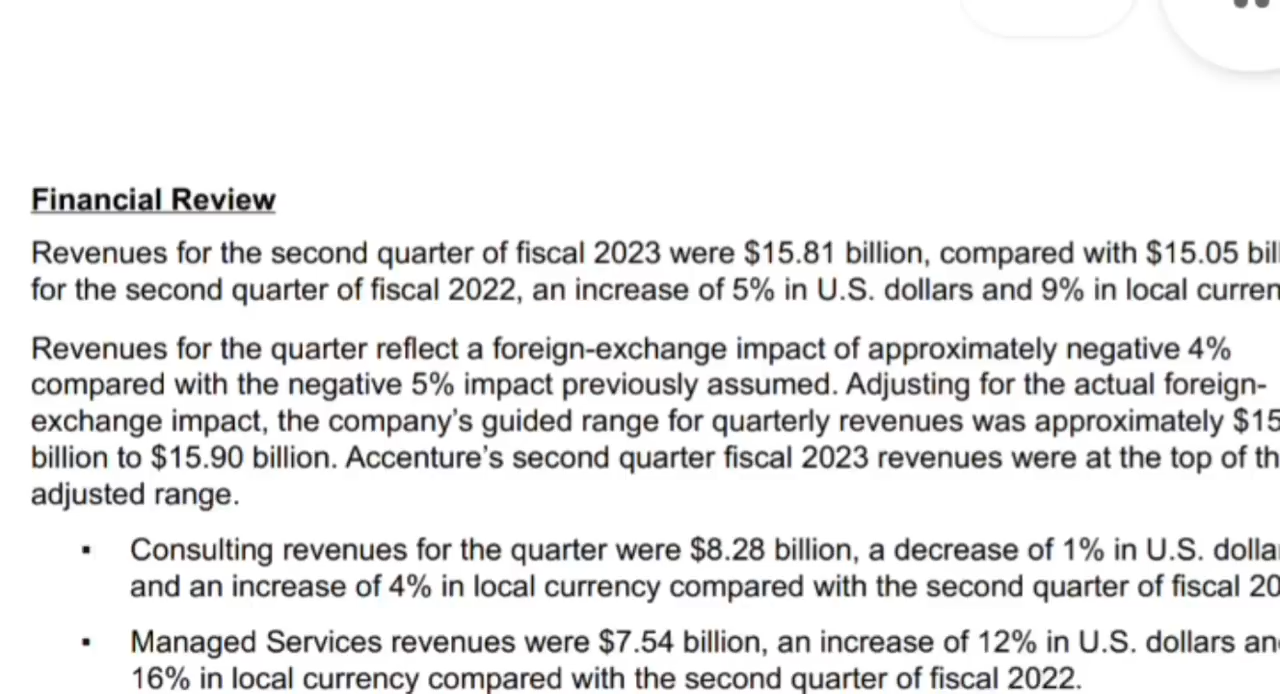 Financial Review
Revenues for the second quarter of fiscal 2023 were $15.81 billion, compared with $15.05
for the second quarter of fiscal 2022, an increase of 5% in U.S. dollars and 9% in local
Revenues for the quarter reflect a foreign-exchange impact of approximately negative 4%
compared with the negative 5% impact previously assumed. Adjusting for the actual foreign-
exchange impact, the company's guided range for quarterly revenues was approximately
billion to $15.90 billion. Accenture's second quarter fiscal 2023 revenues were at the top of
adjusted range.
▪ Consulting revenues for the quarter were $8.28 billion, a decrease of 1% in U.S.
and an increase of 4% in local currency compared with the second quarter of fiscal
▪ Managed Services revenues were $7.54 billion, an increase of 12% in U.S. dollars
16% in local currency compared with the second quarter of fiscal 2022.